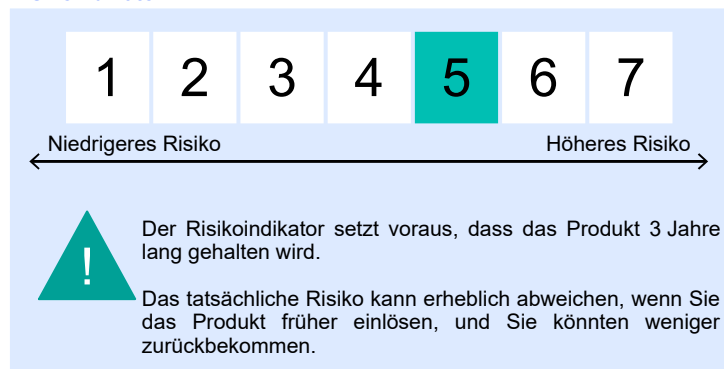 1 2 3 4 5 6 7
Niedrigeres Risiko Höheres Risiko
!
Der Risikoindikator setzt voraus, dass das Produkt 3 Jahre
lang gehalten wird.
Das tatsächliche Risiko kann erheblich abweichen, wenn Sie
das Produkt früher einlösen, und Sie könnten weniger
zurückbekommen.